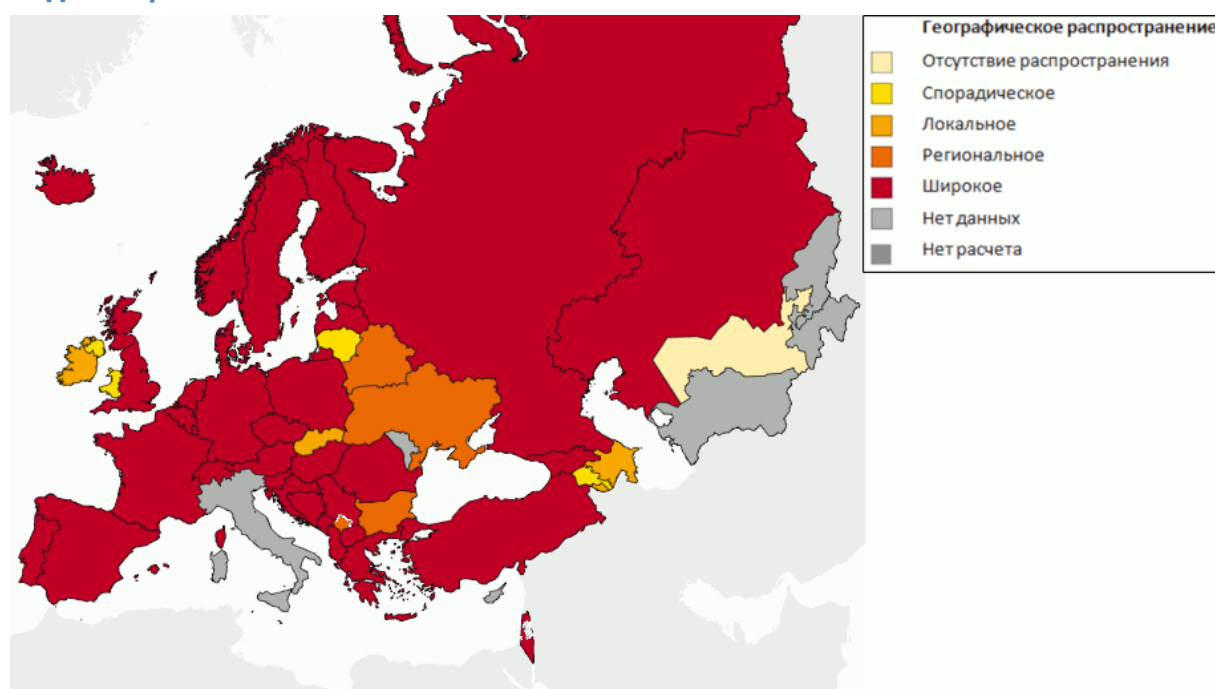 Географическое распространение
Отсутствие распространения
Спорадическое
Локальное
Региональное
Широкое
Нет данных
Нет расчета